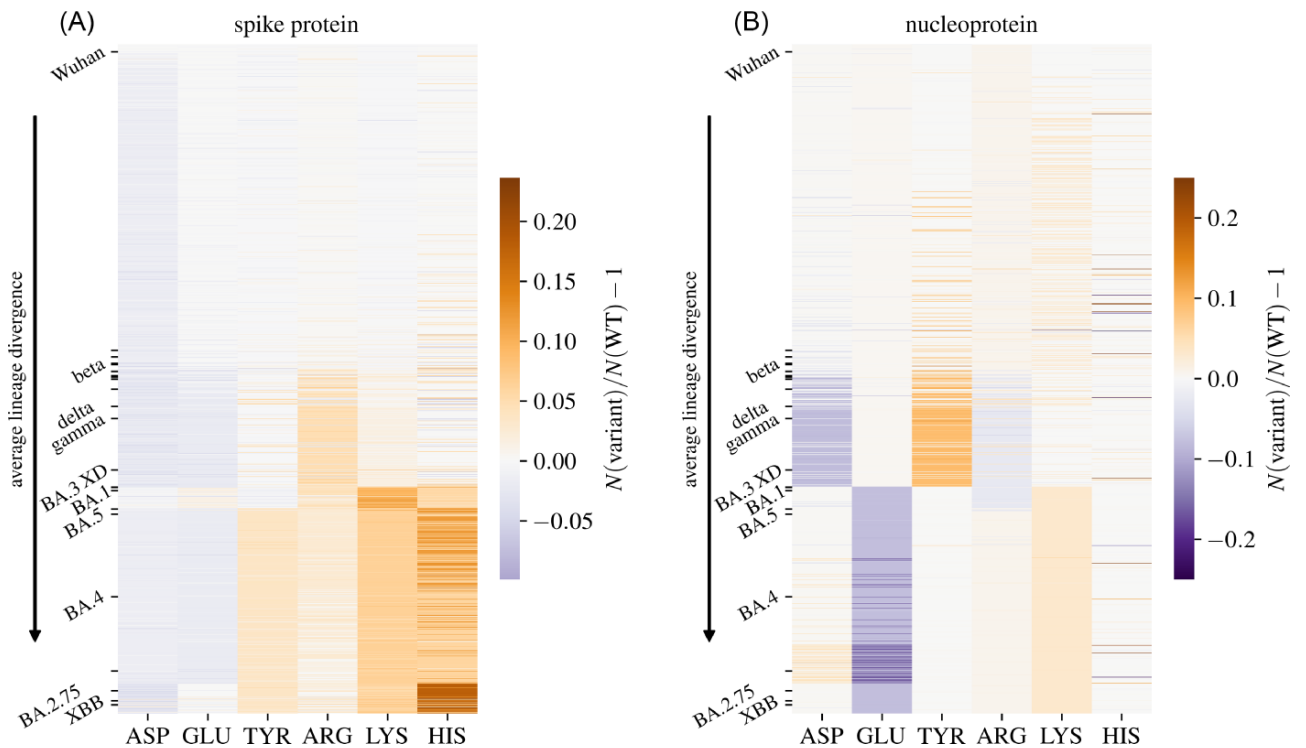 (A)
spike protein
Wuhan
beta
delta
gamma
BA.3 XD
BA.1
BA.5
BA.4
BA.2.75
XBB
average lineage divergence
ASP GLU TYR ARG LYS HIS
0.20
0.15
0.10
0.05
0.00
−0.05
N(variant)/N(WT) − 1
(B)
nucleoprotein
Wuhan
beta
delta
gamma
BA.3 XD
BA.1
BA.5
BA.4
BA.2.75
XBB
average lineage divergence
ASP GLU TYR ARG LYS HIS
0.2
0.1
0.0
−0.1
−0.2
N(variant)/N(WT) − 1